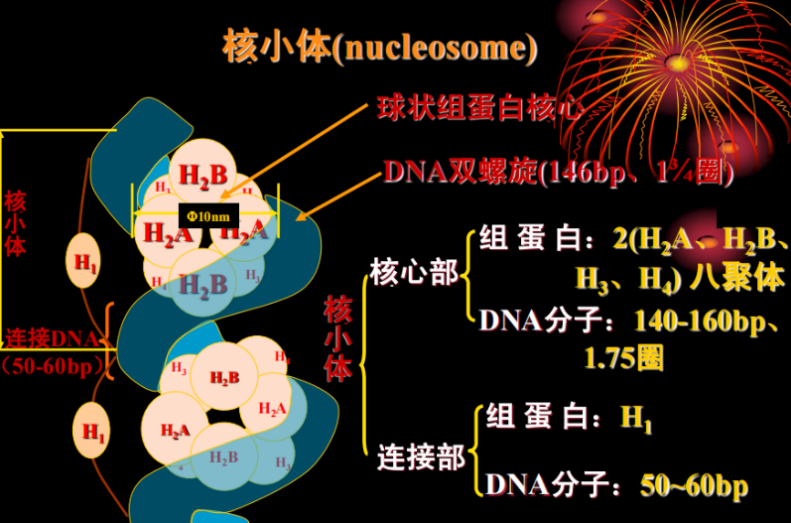 核小体(nucleosome)
球状组蛋白核心
DNA双螺旋(146bp、1¾圈)
核小体
H₂B
H₃
H₂A
H₂A
Φ10nm
H₁
H₂B
H₃
连接DNA
(50-60bp)
H₃
H₂B
H₂A
H₂A
H₁
H₂B
H₃
核小体
核心部
组 蛋 白：2(H₂A、H₂B、
H₃、H₄) 八聚体
DNA分子：140-160bp、
1.75圈
连接部
组 蛋 白：H₁
DNA分子：50~60bp